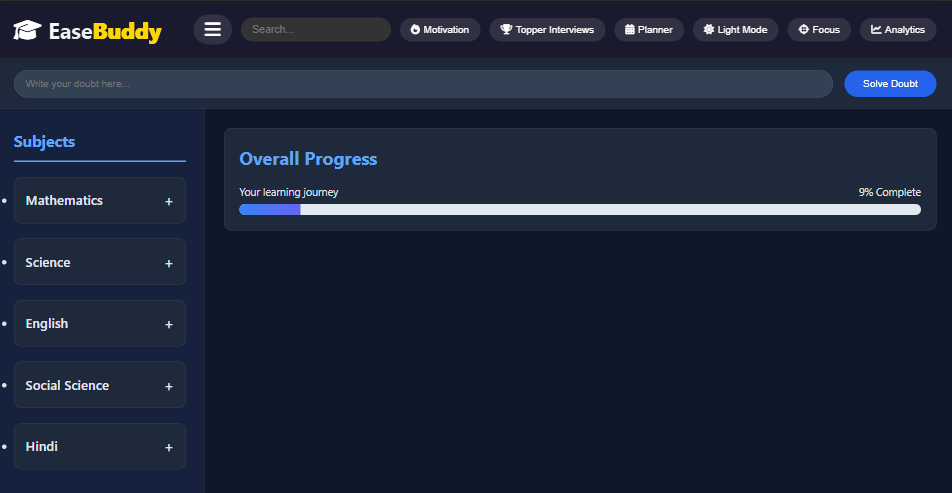 EaseBuddy
Search...
Motivation
Topper Interviews
Planner
Light Mode
Focus
Analytics
Write your doubt here...
Solve Doubt
Subjects
Mathematics +
Science +
English +
Social Science +
Hindi +
Overall Progress
Your learning journey 9% Complete